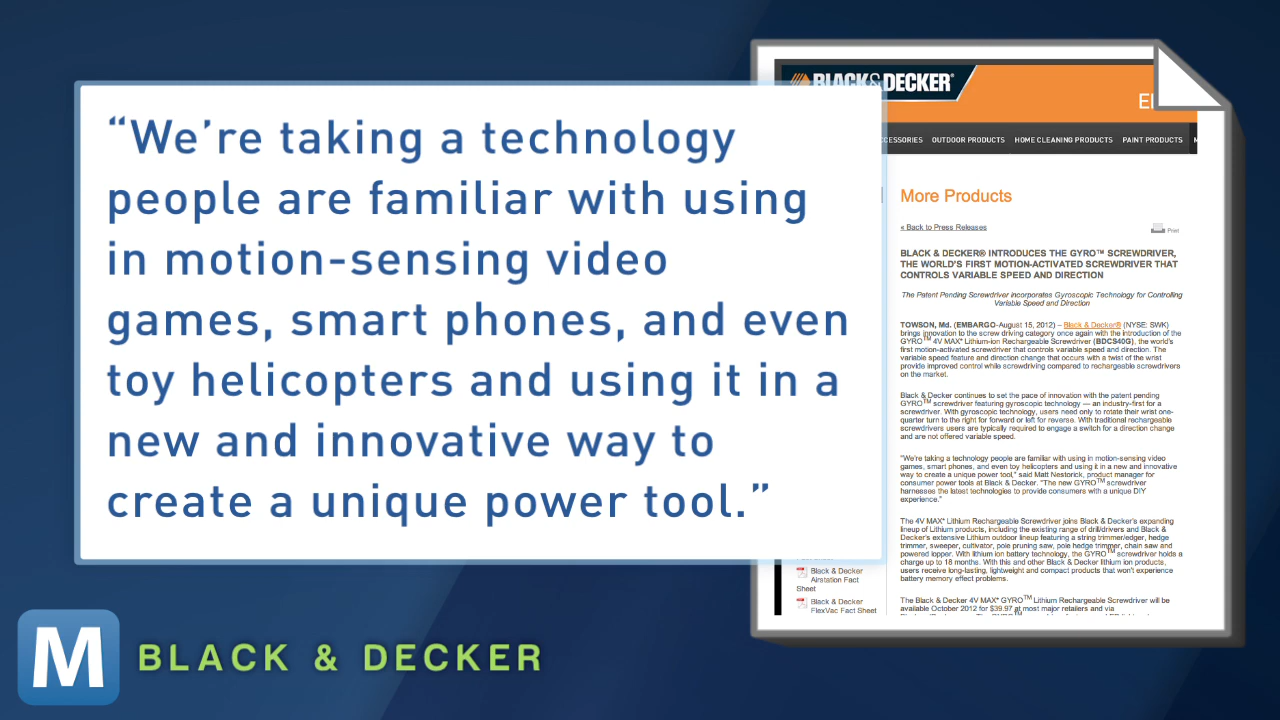 “We’re taking a technology
people are familiar with using
in motion-sensing video
games, smart phones, and even
toy helicopters and using it in a
new and innovative way to
create a unique power tool.”
BLACK&DECKER®
OUTDOOR PRODUCTS HOME CLEANING PRODUCTS PAINT PRODUCTS
More Products
« Back to Press Releases
Print
BLACK & DECKER® INTRODUCES THE GYRO™ SCREWDRIVER,
THE WORLD'S FIRST MOTION-ACTIVATED SCREWDRIVER THAT
CONTROLS VARIABLE SPEED AND DIRECTION
The Patent Pending Screwdriver Incorporates Gyroscopic Technology for Controlling
Variable Speed and Direction
TOWSON, Md. (EMBARGO-August 15, 2012) – Black & Decker® (NYSE: SWK)
brings innovation to the screw driving category once again with the introduction of the
GYRO™ 4V MAX* Lithium-ion Rechargeable Screwdriver (BDCS40G), the world's
first motion-activated screwdriver that controls variable speed and direction. The
variable speed feature and direction change that occurs with a twist of the wrist
provide improved control while screwdriving compared to rechargeable screwdrivers
on the market.
Black & Decker continues to set the pace of innovation with the patent pending
GYRO™ screwdriver featuring gyroscopic technology — an industry-first for a
screwdriver. With gyroscopic technology, users need only to rotate their wrist one-
quarter turn to the right for forward or left for reverse. With traditional rechargeable
screwdrivers users are typically required to engage a switch for a direction change
and are not offered variable speed.
"We're taking a technology people are familiar with using in motion-sensing video
games, smart phones, and even toy helicopters and using it in a new and innovative
way to create a unique power tool," said Matt Nestorick, product manager for
consumer power tools at Black & Decker. "The new GYRO™ screwdriver
harnesses the latest technologies to provide consumers with a unique DIY
experience."
The 4V MAX* Lithium Rechargeable Screwdriver joins Black & Decker's expanding
line of Lithium products, including the existing range of drill/drivers and Black &
Decker's extensive Lithium outdoor lineup featuring a string trimmer/edger, hedge
trimmer, sweeper, cultivator, pole pruning saw, pole hedge trimmer, chain saw and
powered lopper. With lithium ion battery technology, the GYRO™ screwdriver holds a
charge up to 18 months. With this and other Black & Decker lithium ion products,
users receive long-lasting, lightweight and compact products that won't experience
battery memory effect problems.
The Black & Decker 4V MAX* GYRO™ Lithium Rechargeable Screwdriver will be
available October 2012 for $39.97 at most major retailers and via
Black & Decker
Airstation Fact
Sheet
Black & Decker
FlexVac Fact Sheet
M
BLACK & DECKER